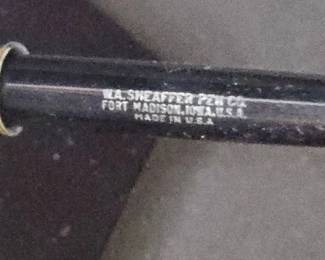 W.A. SHEAFFER PEN CO.
FORT MADISON, IOWA, U.S.A.
MADE IN U.S.A